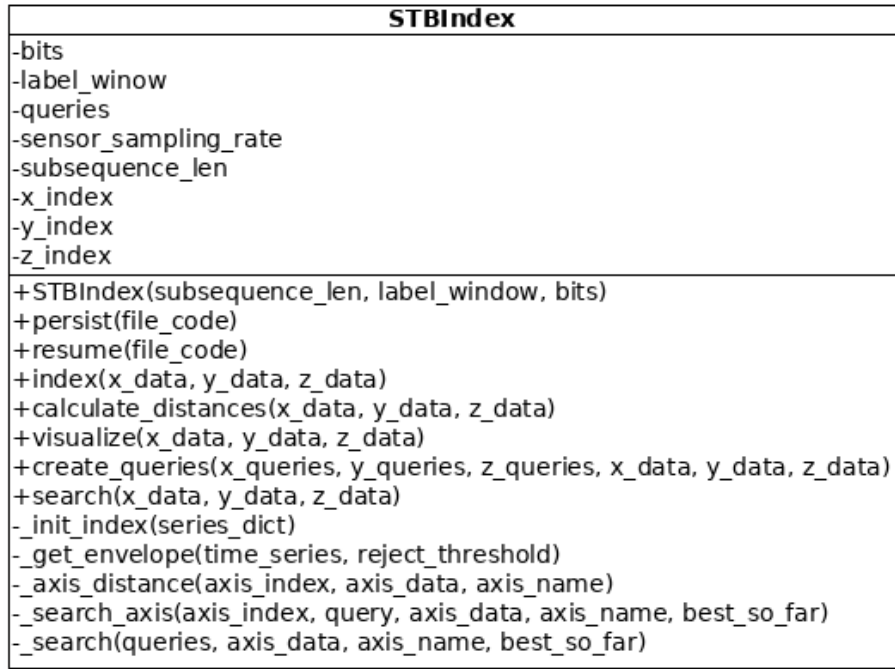 STBIndex
-bits
-label_winow
-queries
-sensor_sampling_rate
-subsequence_len
-x_index
-y_index
-z_index
+STBIndex(subsequence_len, label_window, bits)
+persist(file_code)
+resume(file_code)
+index(x_data, y_data, z_data)
+calculate_distances(x_data, y_data, z_data)
+visualize(x_data, y_data, z_data)
+create_queries(x_queries, y_queries, z_queries, x_data, y_data, z_data)
+search(x_data, y_data, z_data)
-_init_index(series_dict)
-_get_envelope(time_series, reject_threshold)
-_axis_distance(axis_index, axis_data, axis_name)
-_search_axis(axis_index, query, axis_data, axis_name, best_so_far)
-_search(queries, axis_data, axis_name, best_so_far)